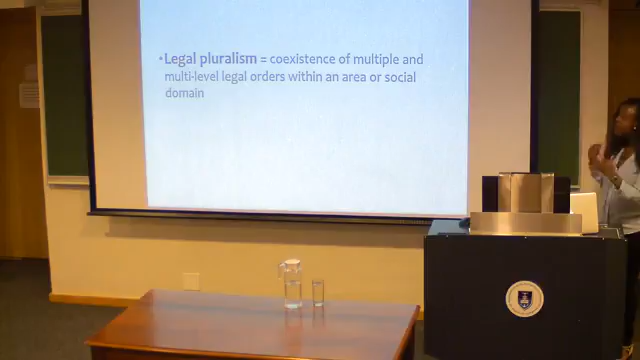 •Legal pluralism = coexistence of multiple and
multi-level legal orders within an area or social
domain